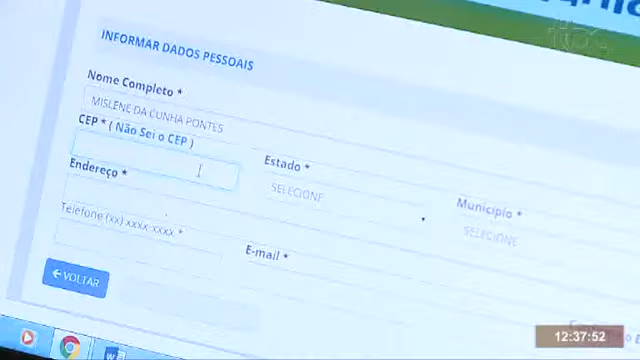 INFORMAR DADOS PESSOAIS
Nome Completo *
MISLENE DA CUNHA PONTES
CEP * ( Não Sei o CEP )
Estado *
SELECIONE
Município *
SELECIONE
Endereço *
Telefone (xx) xxxx-xxxx *
E-mail *
VOLTAR
12:37:52